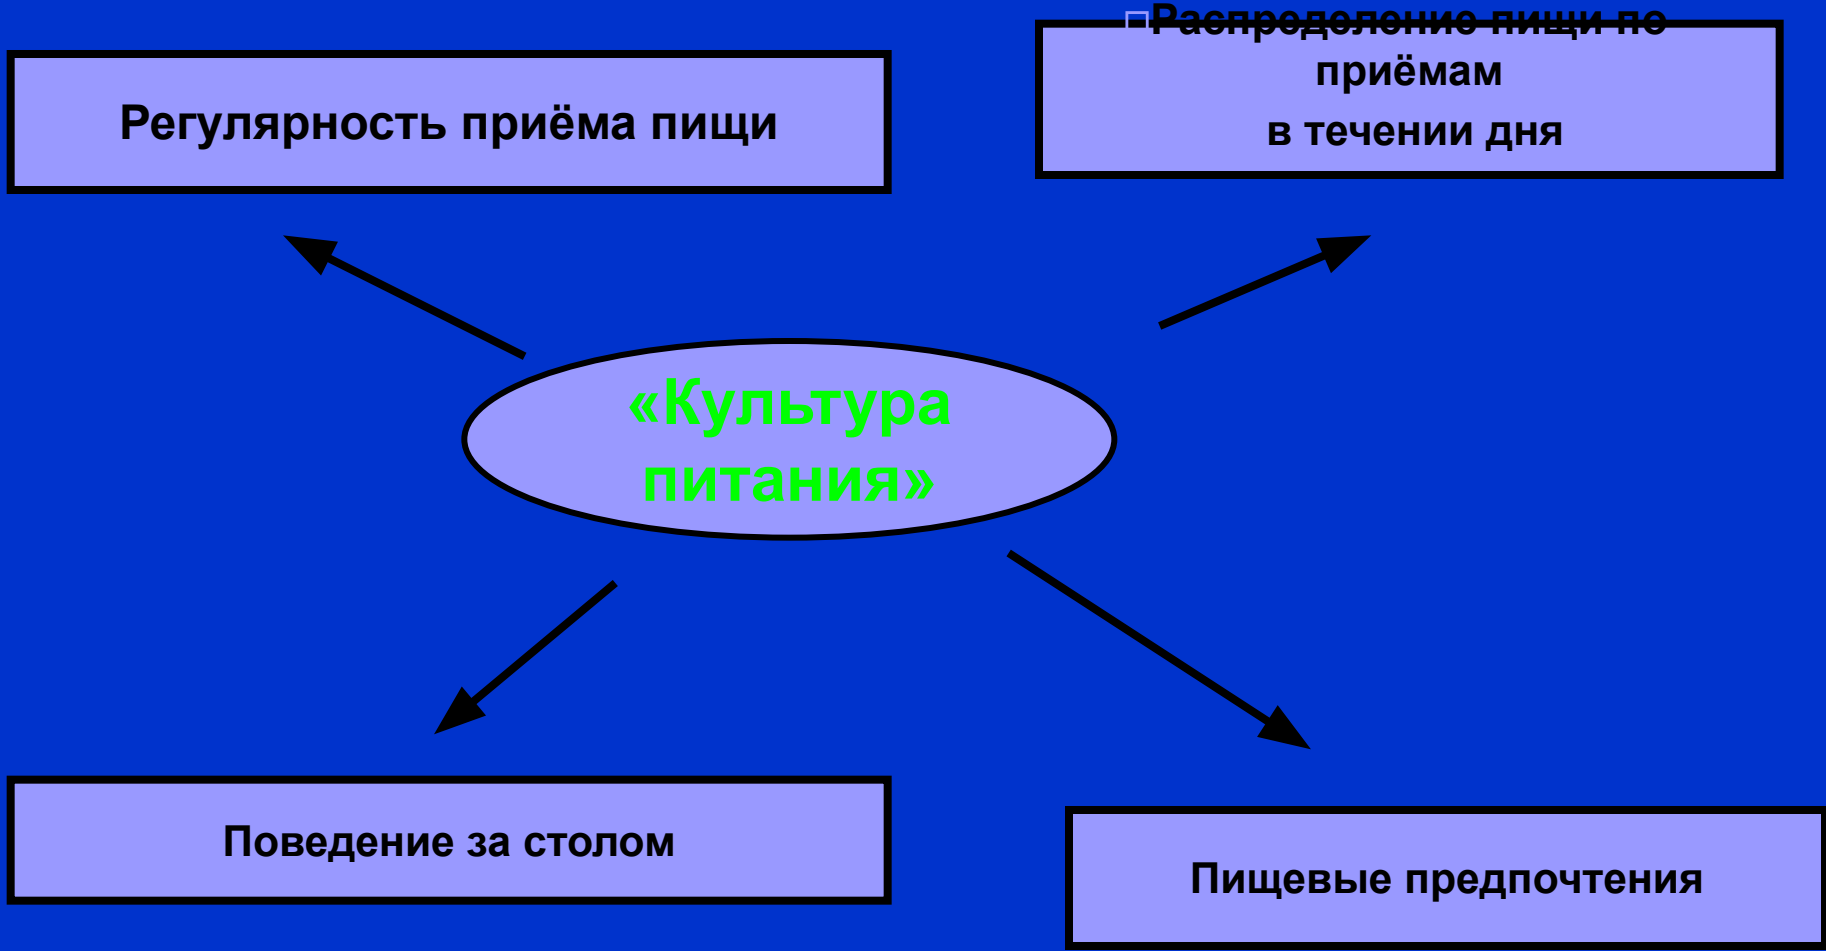 Регулярность приёма пищи
Распределение пищи по
приёмам
в течении дня
«Культура
питания»
Поведение за столом
Пищевые предпочтения